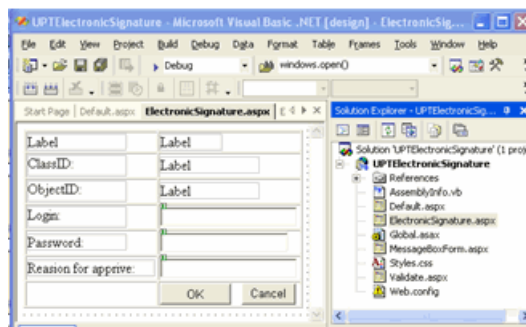 UPTElectronicSignature - Microsoft Visual Basic .NET [design] - ElectronicSig...
File Edit View Project Build Debug Data Format Table Frames Tools Window Help
Debug windows.open()
Start Page Default.aspx ElectronicSignature.aspx E
Solution Explorer - UPTElectronicSig...
Label Label
ClassID: Label
ObjectID: Label
Login:
Password:
Reasion for apprive:
OK Cancel
Solution 'UPTElectronicSignature' (1 proj
UPTElectronicSignature
References
AssemblyInfo.vb
Default.aspx
ElectronicSignature.aspx
Global.asax
MessageBoxForm.aspx
Styles.css
Validate.aspx
Web.config